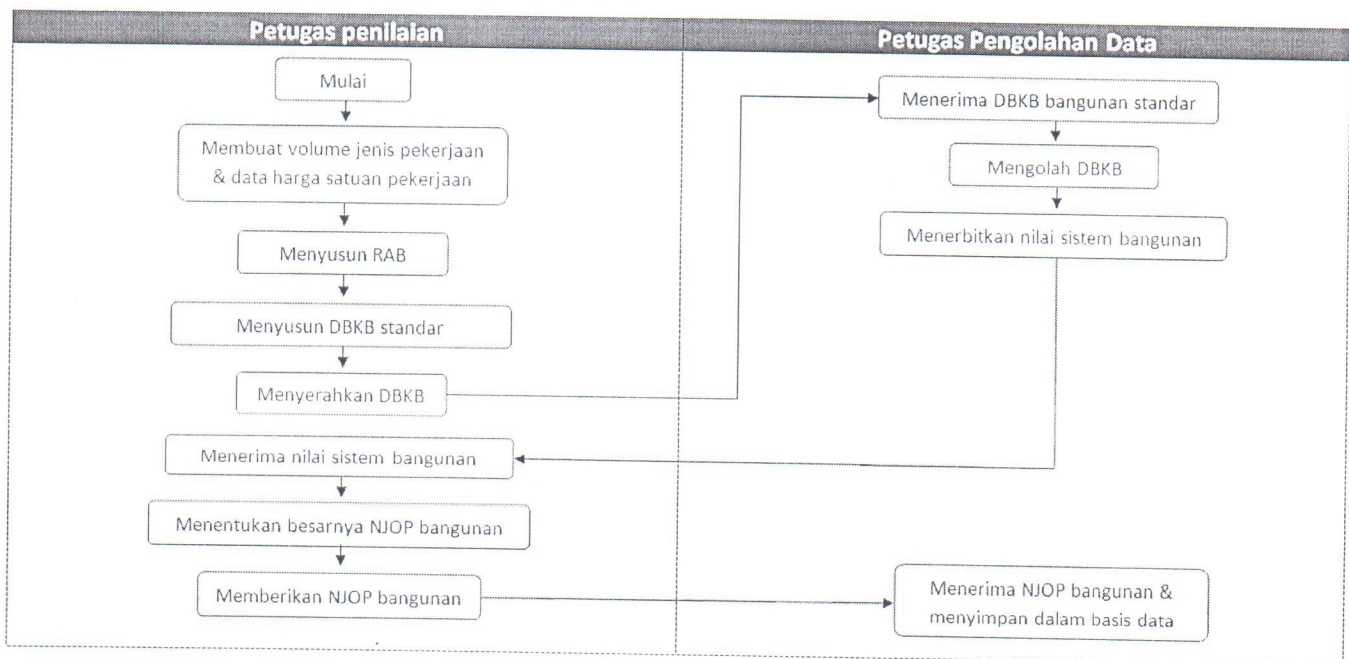 Petugas penilaian
Mulai
Membuat volume jenis pekerjaan
& data harga satuan pekerjaan
Menyusun RAB
Menyusun DBKB standar
Menyerahkan DBKB
Menerima nilai sistem bangunan
Menentukan besarnya NJOP bangunan
Memberikan NJOP bangunan
Petugas Pengolahan Data
Menerima DBKB bangunan standar
Mengolah DBKB
Menerbitkan nilai sistem bangunan
Menerima NJOP bangunan &
menyimpan dalam basis data